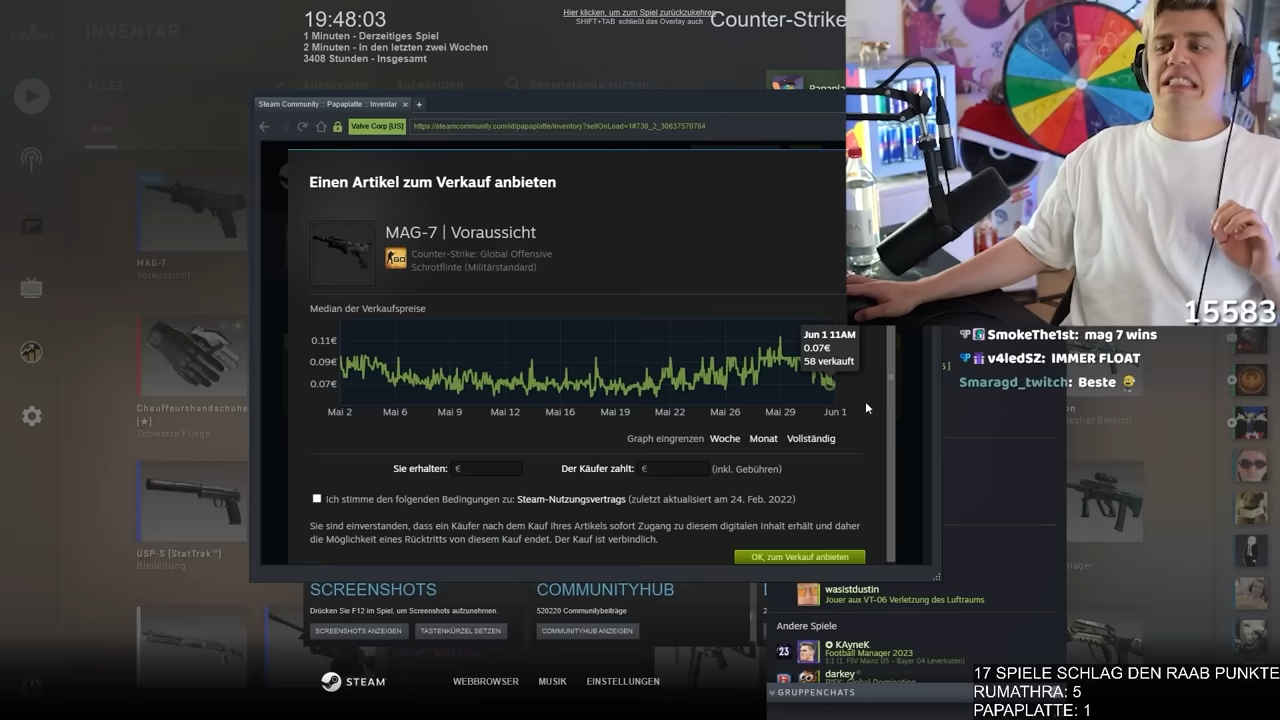 19:48:03
1 Minuten - Derzeitiges Spiel
2 Minuten - In den letzten zwei Wochen
3408 Stunden - Insgesamt
Hier klicken, um zum Spiel zurückzukehren
SHIFT+TAB schließt das Overlay auch
Counter-Strike
INVENTAR
ALLES
Steam Community :: Papaplatte :: Inventar
Valve Corp [US]
https://steamcommunity.com/id/papaplatte/inventory?sellOnLoad=1#730_2_30637570764
Einen Artikel zum Verkauf anbieten
MAG-7 | Voraussicht
Counter-Strike: Global Offensive
Schrotflinte (Militärstandard)
Median der Verkaufspreise
0.11€
0.09€
0.07€
Jun 1 11AM
0.07€
58 verkauft
Mai 2 Mai 6 Mai 9 Mai 12 Mai 16 Mai 19 Mai 22 Mai 26 Mai 29 Jun 1
Graph eingrenzen Woche Monat Vollständig
Sie erhalten: € Der Käufer zahlt: € (inkl. Gebühren)
Ich stimme den folgenden Bedingungen zu: Steam-Nutzungsvertrags (zuletzt aktualisiert am 24. Feb. 2022)
Sie sind einverstanden, dass ein Käufer nach dem Kauf Ihres Artikels sofort Zugang zu diesem digitalen Inhalt erhält und daher
die Möglichkeit eines Rücktritts von diesem Kauf endet. Der Kauf ist verbindlich.
OK, zum Verkauf anbieten
MAG-7
Voraussicht
Chauffeurshandschuhe
[★]
Schwarze Fliege
USP-S [StatTrak™]
Bleileitung
15583
SmokeThe1st: mag 7 wins
v4ledSZ: IMMER FLOAT
Smaragd_twitch: Beste
SCREENSHOTS
Drücken Sie F12 im Spiel, um Screenshots aufzunehmen.
SCREENSHOTS ANZEIGEN
TASTENKÜRZEL SETZEN
COMMUNITYHUB
520220 Communitybeiträge
COMMUNITYHUB ANZEIGEN
wasistdustin
Jouer aux VT-06 Verletzung des Luftraums
Andere Spiele
KAyneK
Football Manager 2023
1:1 (1. FSV Mainz 05 - Bayer 04 Leverkusen)
darkey
GRUPPENCHATS
STEAM
WEBBROWSER
MUSIK
EINSTELLUNGEN
17 SPIELE SCHLAG DEN RAAB PUNKTE
RUMATHRA: 5
PAPAPLATTE: 1